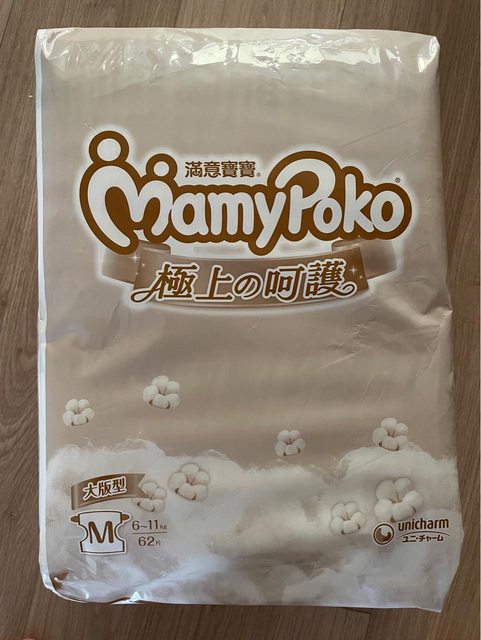 滿意寶寶®
MamyPoko®
極上の呵護
大版型
M
6~11kg
62片
unicharm
ユニ・チャーム